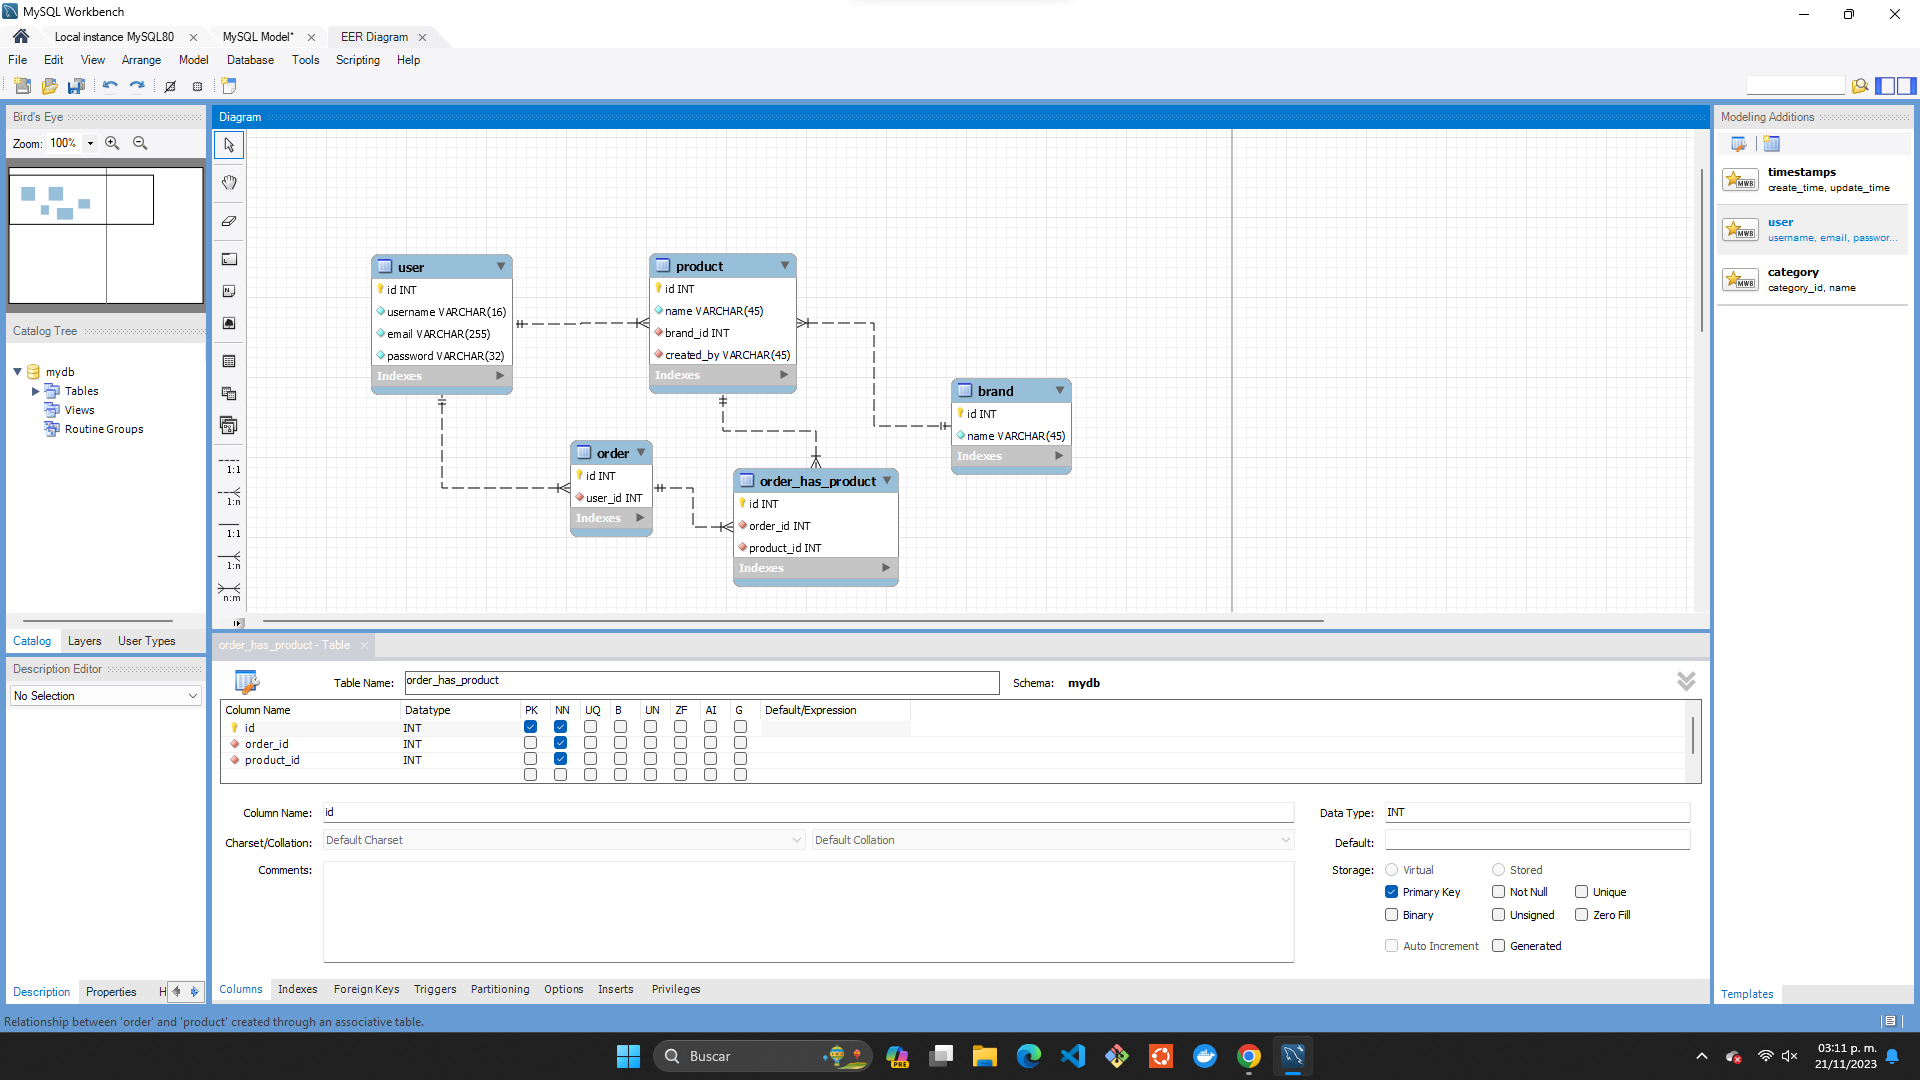 MySQL Workbench
Local instance MySQL80
MySQL Model*
EER Diagram
File Edit View Arrange Model Database Tools Scripting Help
Bird's Eye
Zoom: 100%
Catalog Tree
mydb
Tables
Views
Routine Groups
Catalog Layers User Types
Description Editor
No Selection
Description Properties H
Diagram
1:1
1:n
1:1
1:n
n:m
user
id INT
username VARCHAR(16)
email VARCHAR(255)
password VARCHAR(32)
Indexes
product
id INT
name VARCHAR(45)
brand_id INT
created_by VARCHAR(45)
Indexes
brand
id INT
name VARCHAR(45)
Indexes
order
id INT
user_id INT
Indexes
order_has_product
id INT
order_id INT
product_id INT
Indexes
Modeling Additions
timestamps
create_time, update_time
user
username, email, passwor...
category
category_id, name
Templates
order_has_product - Table
Table Name: order_has_product Schema: mydb
Column Name Datatype PK NN UQ B UN ZF AI G Default/Expression
id INT
order_id INT
product_id INT
Column Name: id Data Type: INT
Charset/Collation: Default Charset Default Collation Default:
Comments: Storage: Virtual Stored
Primary Key Not Null Unique
Binary Unsigned Zero Fill
Auto Increment Generated
Columns Indexes Foreign Keys Triggers Partitioning Options Inserts Privileges
Relationship between 'order' and 'product' created through an associative table.
Buscar
PRE
03:11 p. m.
21/11/2023